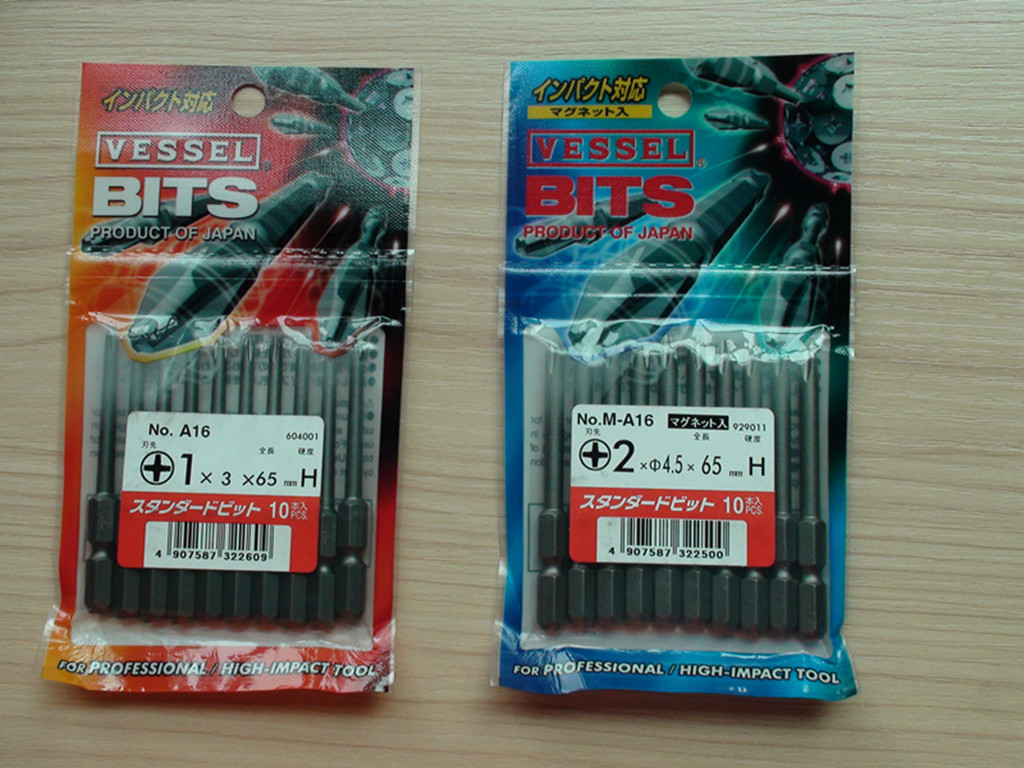 インパクト対応
VESSEL
BITS
PRODUCT OF JAPAN
No. A16
604001
刃先
全長
硬度
1 × 3 ×65 mm H
スタンダードビット 10 本入 PCS.
4 907587 322609
FOR PROFESSIONAL / HIGH-IMPACT TOOL
インパクト対応
マグネット入
VESSEL®
BITS
PRODUCT OF JAPAN
No.M-A16 マグネット入 929011
刃先
全長
硬度
2 ×Φ4.5 × 65 mm H
スタンダードビット 10 本入 PCS.
4 907587 322500
FOR PROFESSIONAL / HIGH-IMPACT TOOL